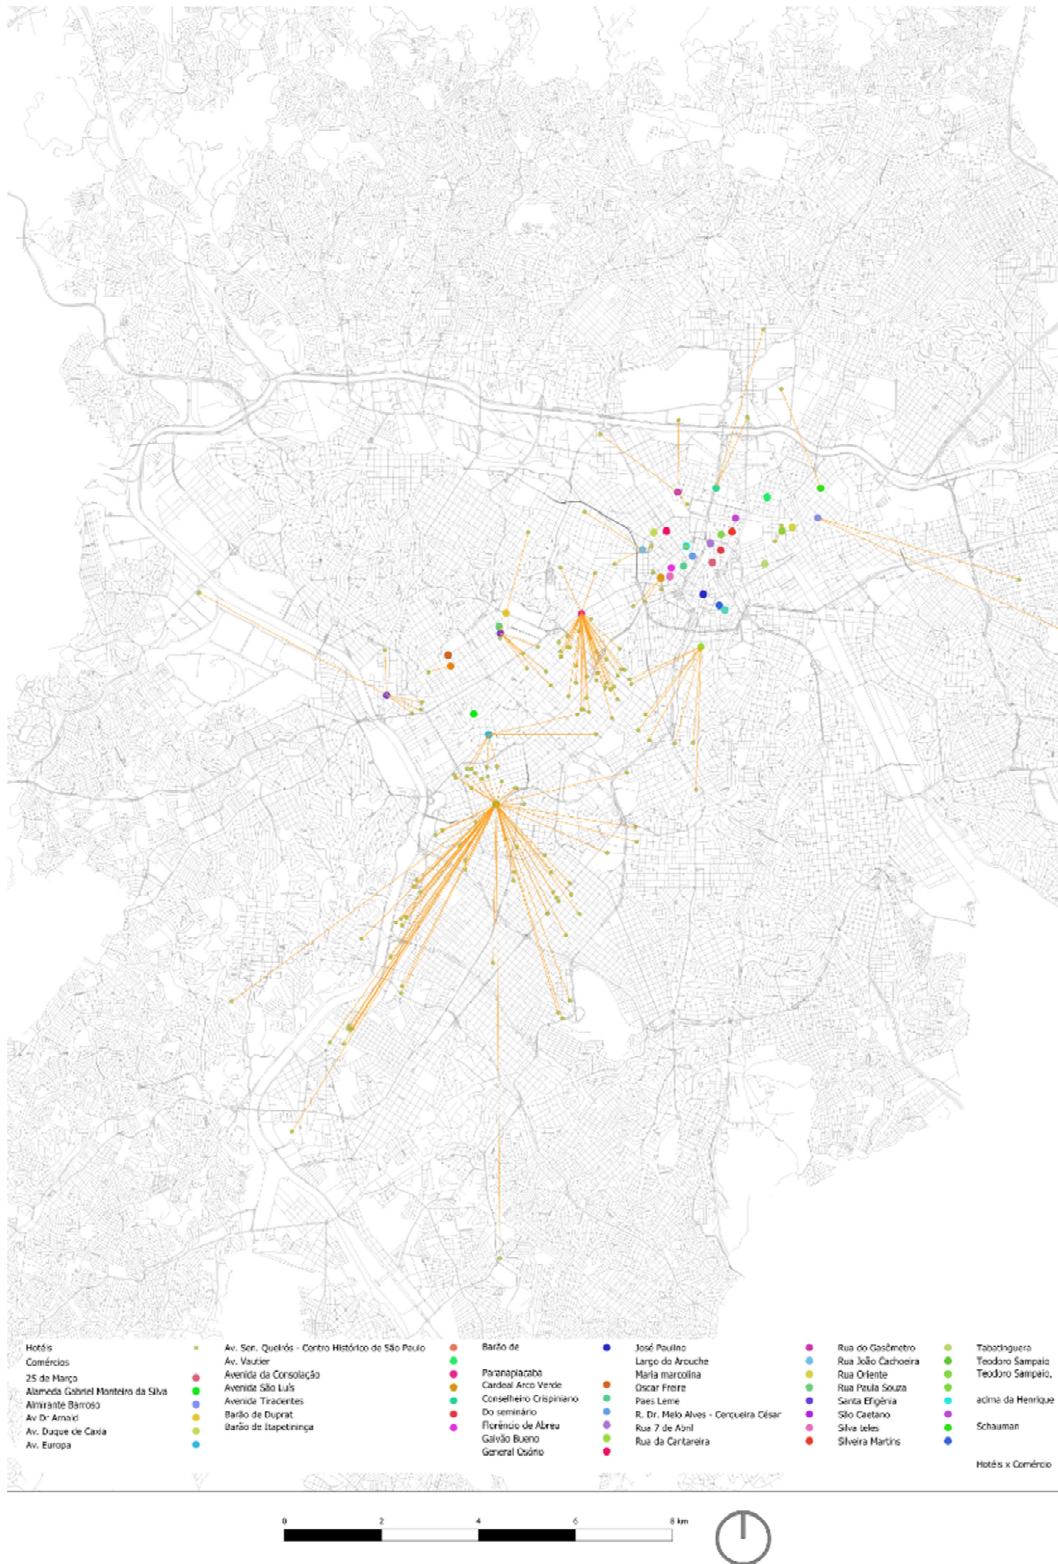 Hotéis
Comércios
25 de Março
Alameda Gabriel Monteiro da Silva
Almirante Barroso
Av Dr Arnald
Av. Duque de Caxia
Av. Europa
Av. Sen. Queirós - Centro Histórico de São Paulo
Av. Vautier
Avenida da Consolação
Avenida São Luís
Avenida Tiradentes
Barão de Duprat
Barão de Itapetininga
Barão de
Paranapiacaba
Cardeal Arco Verde
Conselheiro Crispiniano
Do seminário
Florêncio de Abreu
Galvão Bueno
General Osório
José Paulino
Largo do Arouche
Maria marcolina
Oscar Freire
Paes Leme
R. Dr. Melo Alves - Cerqueira César
Rua 7 de Abril
Rua da Cantareira
Rua do Gasômetro
Rua João Cachoeira
Rua Oriente
Rua Paula Souza
Santa Efigênia
São Caetano
Silva teles
Silveira Martins
Tabatinguera
Teodoro Sampaio
Teodoro Sampaio,
acima da Henrique
Schauman
Hotéis x Comércio
0 2 4 6 8 km